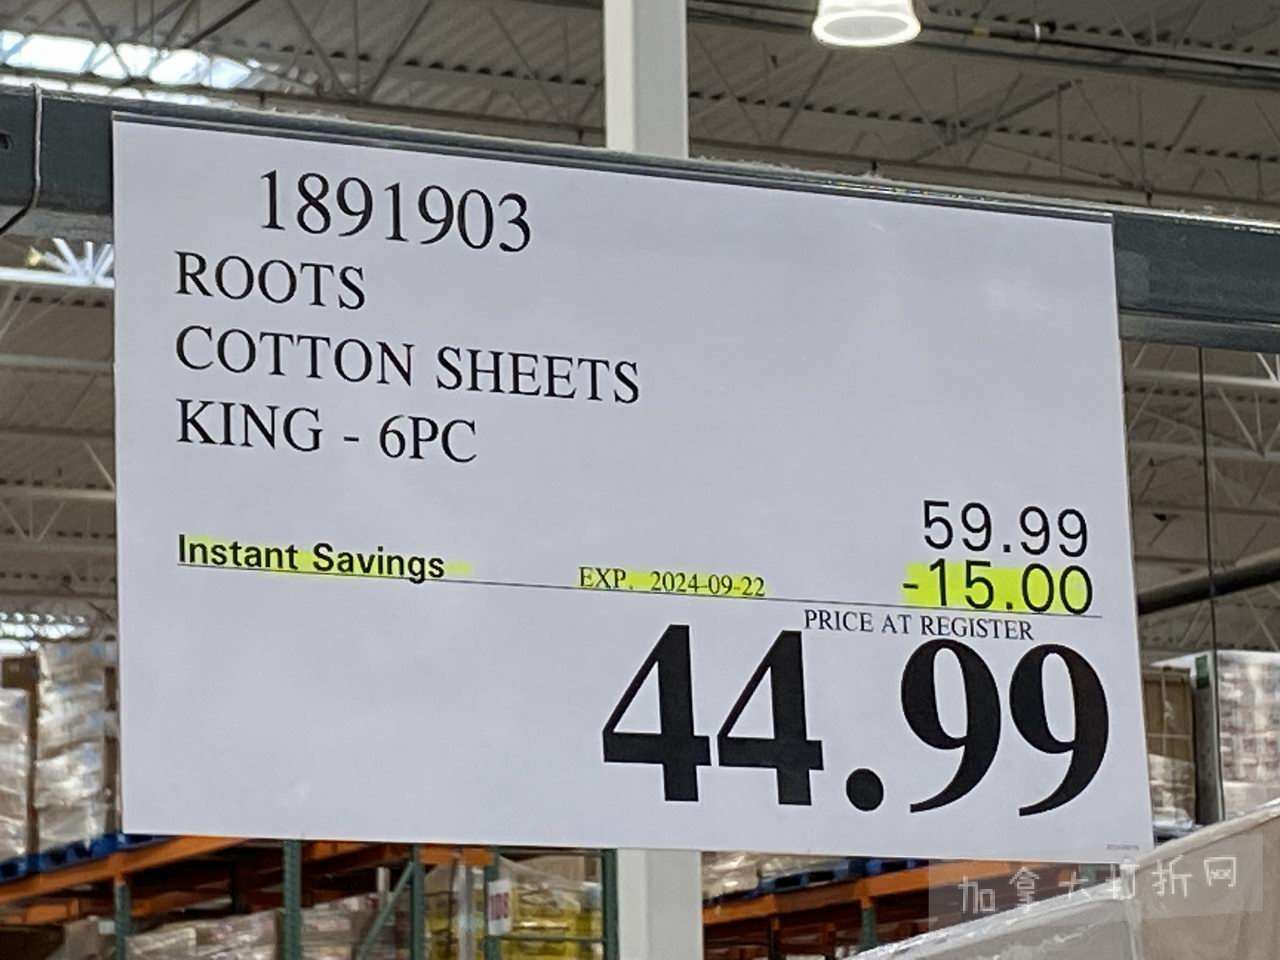 1891903
ROOTS
COTTON SHEETS
KING - 6PC
59.99
Instant Savings EXP. 2024-09-22 -15.00
PRICE AT REGISTER
44.99
加拿大打折网